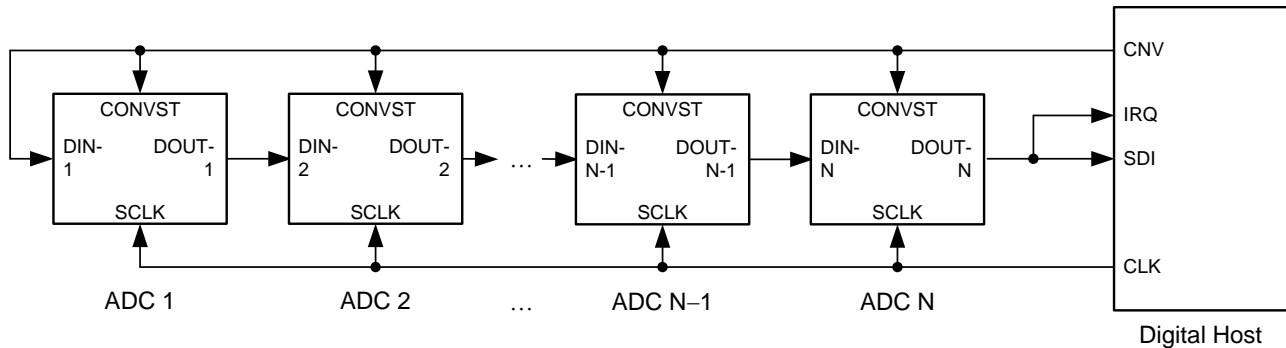 CNV
CONVST CONVST CONVST CONVST
IRQ
DIN- DOUT- DIN- DOUT- DIN- DOUT- DIN- DOUT-
1 1 2 2 ... N-1 N-1 N N
SDI
SCLK SCLK SCLK SCLK
CLK
ADC 1 ADC 2 ... ADC N−1 ADC N
Digital Host